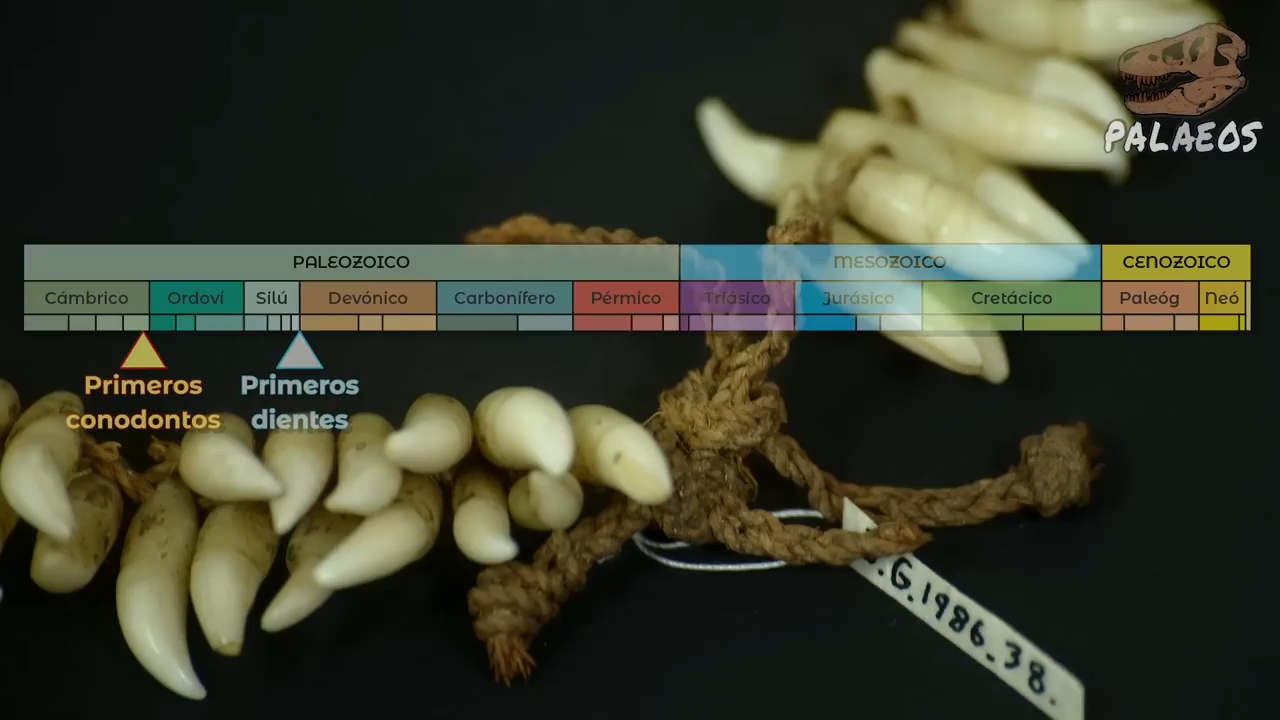 PALAEOS
PALEOZOICO MESOZOICO CENOZOICO
Cámbrico Ordoví Silú Devónico Carbonífero Pérmico Triásico Jurásico Cretácico Paleóg Neó
Primeros
conodontos
Primeros
dientes
.G.1986.38.